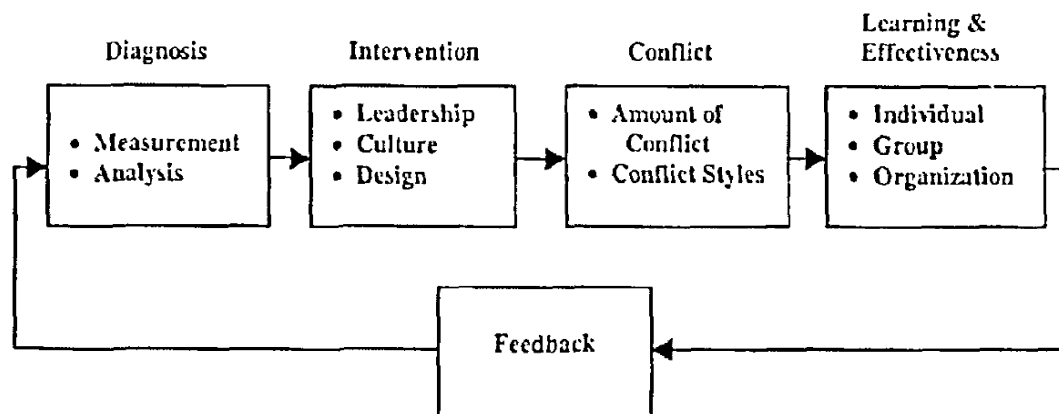 Diagnosis
Intervention
Conflict
Learning &
Effectiveness
• Measurement
• Analysis
• Leadership
• Culture
• Design
• Amount of
Conflict
• Conflict Styles
• Individual
• Group
• Organization
Feedback